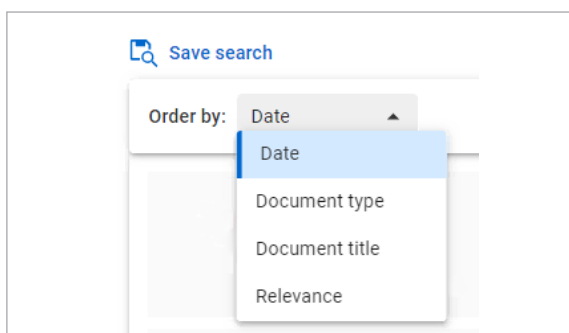 Save search
Order by: Date
Date
Document type
Document title
Relevance